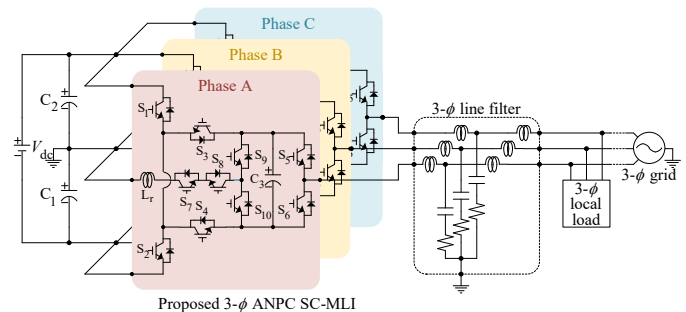 Phase C
Phase B
Phase A
C2
Vdc
C1
S1
S3
S8
S9
S5
C3
Lr
S7
S4
S10
S6
S2
3-ϕ line filter
3-ϕ grid
3-ϕ
local
load
Proposed 3-ϕ ANPC SC-MLI